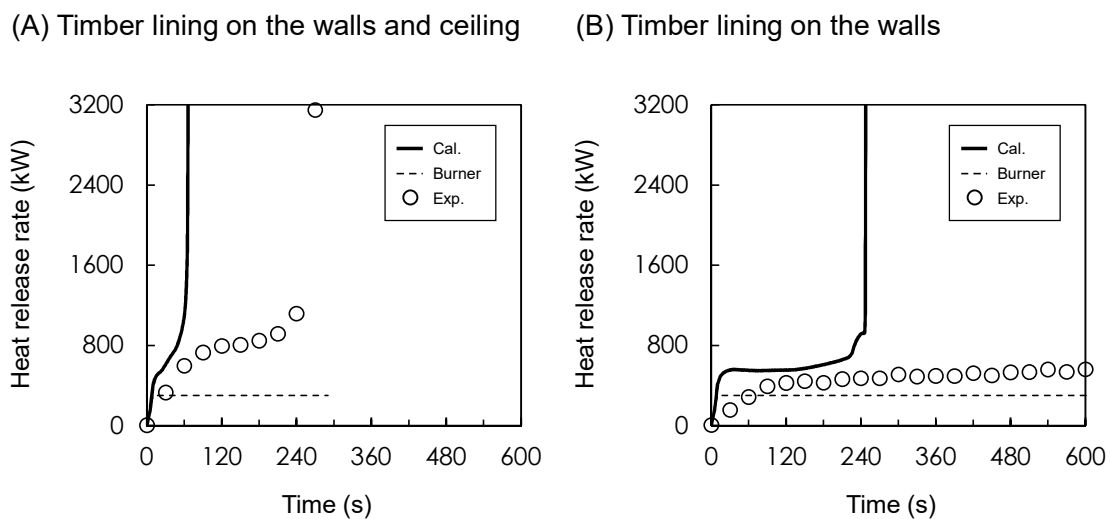 (A) Timber lining on the walls and ceiling
(B) Timber lining on the walls
Heat release rate (kW)
3200
2400
1600
800
0
Cal.
Burner
Exp.
0 120 240 360 480 600
Time (s)
Heat release rate (kW)
3200
2400
1600
800
0
Cal.
Burner
Exp.
0 120 240 360 480 600
Time (s)